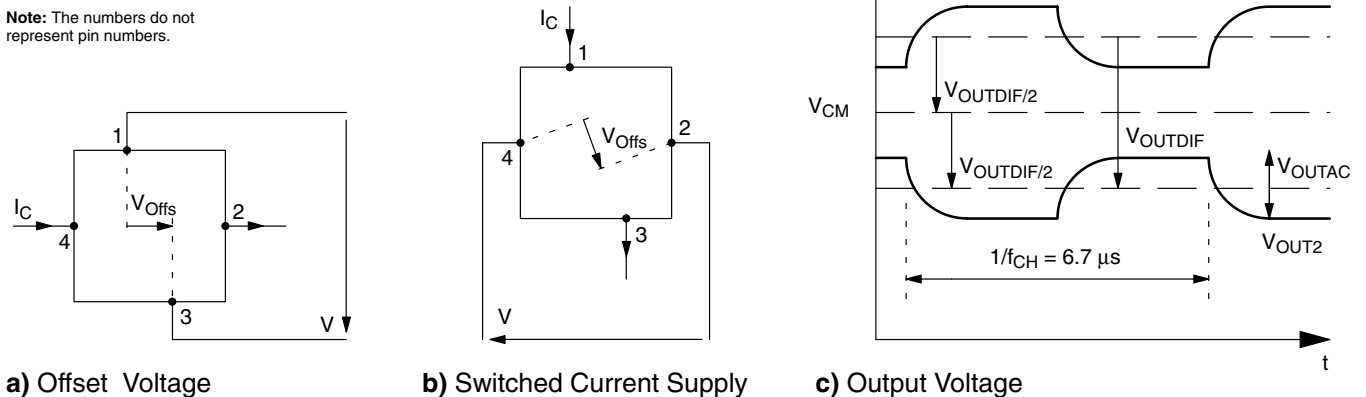 Note: The numbers do not
represent pin numbers.
1
I_C
V_Offs
2
4
3
V
a) Offset Voltage
I_C
1
2
V_Offs
4
3
V
b) Switched Current Supply
V_CM
V_OUTDIF/2
V_OUTDIF/2
V_OUTDIF
V_OUTAC
V_OUT2
1/f_CH = 6.7 μs
t
c) Output Voltage